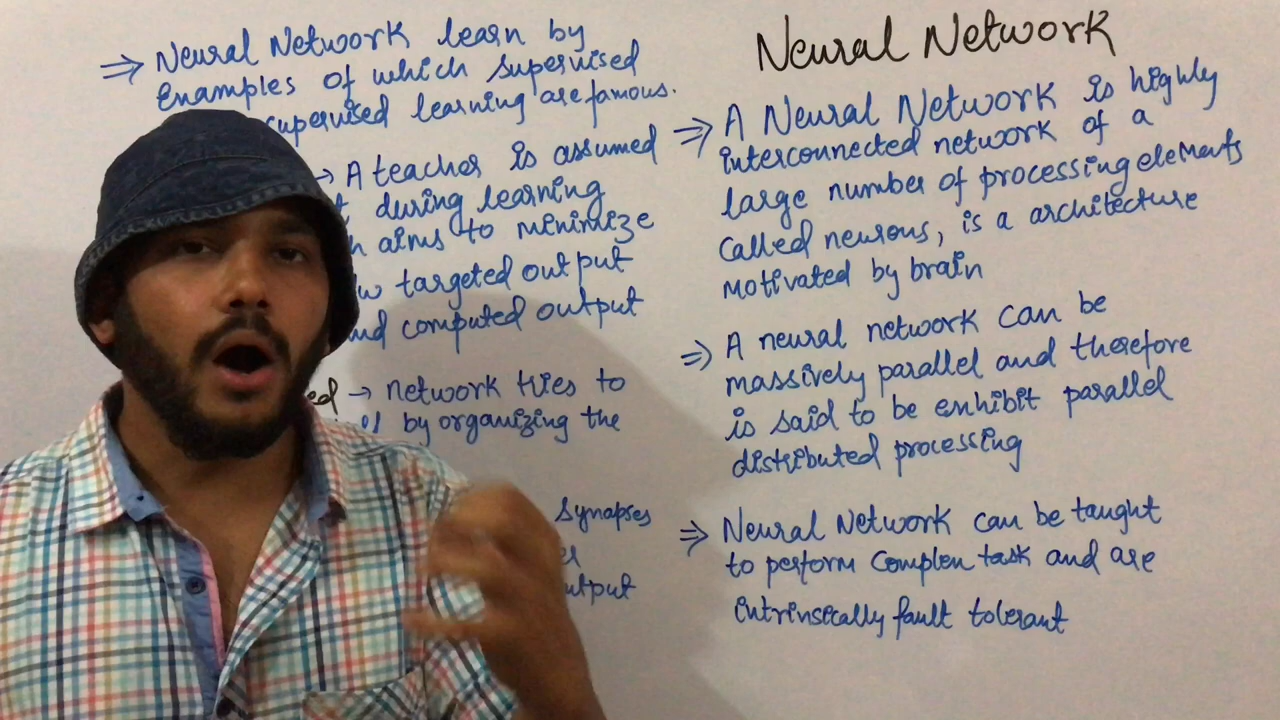 ⇒ Neural Network learn by
Examples of which supervised
supervised learning are famous.
→ A teacher is assumed
during learning
aims to minimize
targeted output
computed output
→ network tries to
by organizing the
Synapses
Neural Network
⇒ A Neural Network is highly
interconnected network of a
large number of processing elements
called neurons, is a architecture
motivated by brain
⇒ A neural network can be
massively parallel and therefore
is said to be exhibit parallel
distributed processing
⇒ Neural Network can be taught
to perform Complex task and are
intrinsically fault tolerant